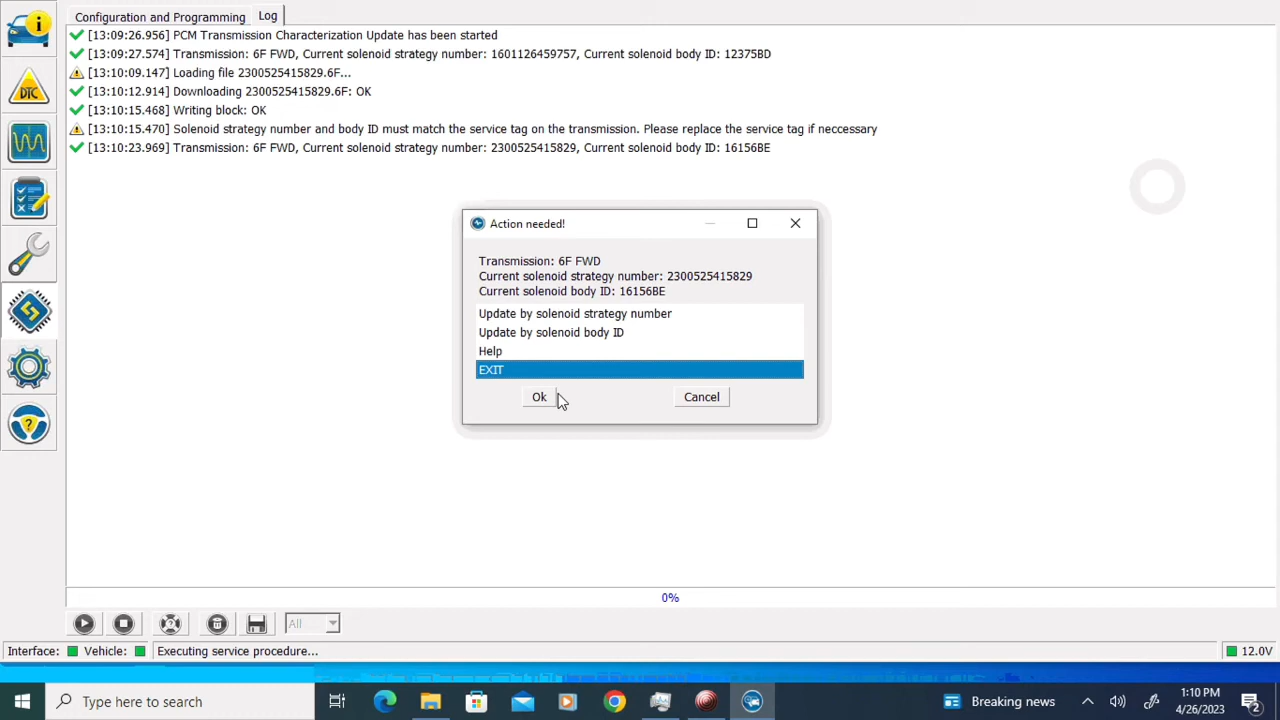 Configuration and Programming
Log
[13:09:26.956] PCM Transmission Characterization Update has been started
[13:09:27.574] Transmission: 6F FWD, Current solenoid strategy number: 1601126459757, Current solenoid body ID: 12375BD
[13:10:09.147] Loading file 2300525415829.6F...
[13:10:12.914] Downloading 2300525415829.6F: OK
[13:10:15.468] Writing block: OK
[13:10:15.470] Solenoid strategy number and body ID must match the service tag on the transmission. Please replace the service tag if neccessary
[13:10:23.969] Transmission: 6F FWD, Current solenoid strategy number: 2300525415829, Current solenoid body ID: 16156BE
DTC
Action needed!
Transmission: 6F FWD
Current solenoid strategy number: 2300525415829
Current solenoid body ID: 16156BE
Update by solenoid strategy number
Update by solenoid body ID
Help
EXIT
Ok
Cancel
0%
All
Interface:
Vehicle:
Executing service procedure...
12.0V
Type here to search
Breaking news
1:10 PM
4/26/2023
2